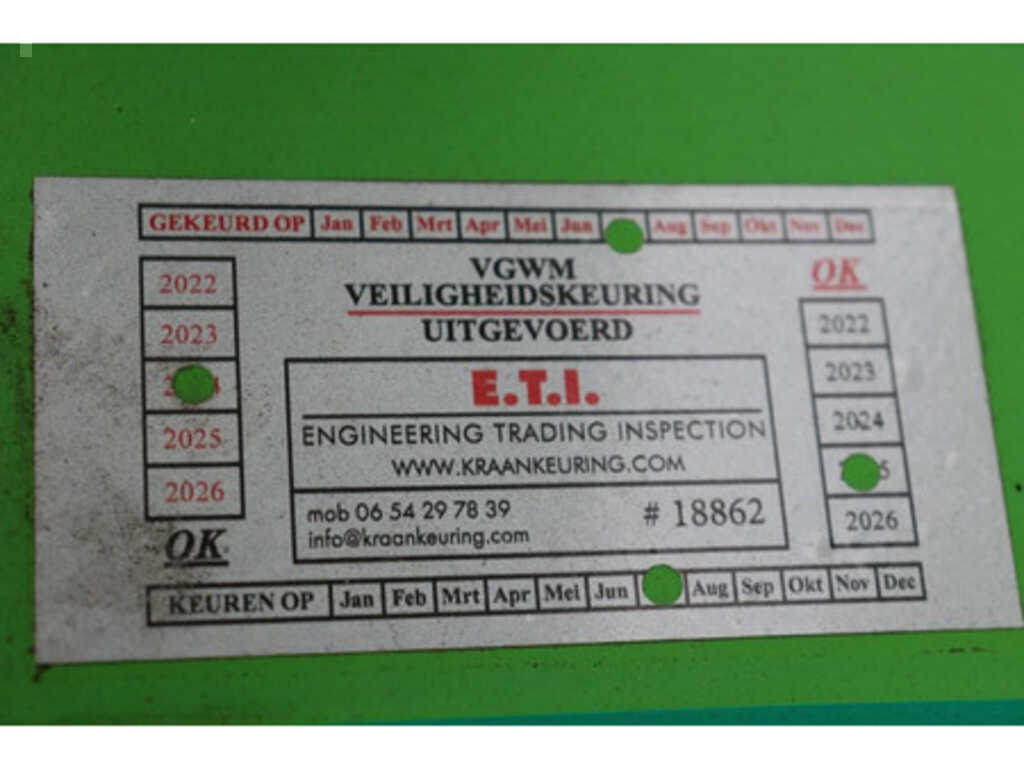 GEKEURD OP Jan Feb Mrt Apr Mei Jun Aug Sep Okt Nov Dec
VGWM
VEILIGHEIDSKEURING
UITGEVOERD
2022
2023
2025
2026
OK
OK
2022
2023
2024
2026
E.T.I.
ENGINEERING TRADING INSPECTION
WWW.KRAANKEURING.COM
mob 06 54 29 78 39
info@kraankeuring.com
# 18862
KEUREN OP Jan Feb Mrt Apr Mei Jun Aug Sep Okt Nov Dec